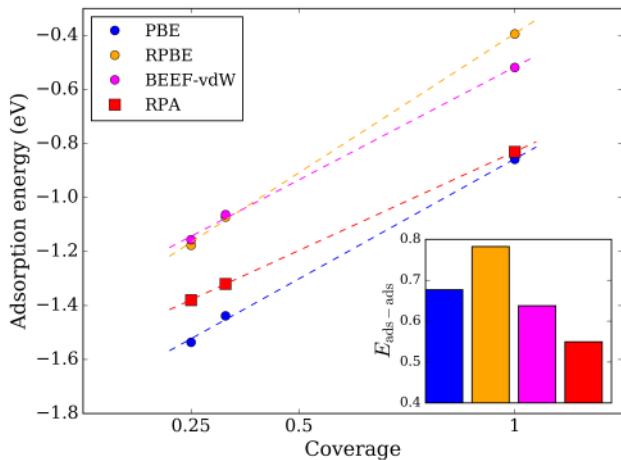 −0.4
−0.6
−0.8
−1.0
−1.2
−1.4
−1.6
−1.8
Adsorption energy (eV)
PBE
RPBE
BEEF-vdW
RPA
0.8
0.7
0.6
0.5
0.4
E_ads−ads
0.25 0.5 1
Coverage